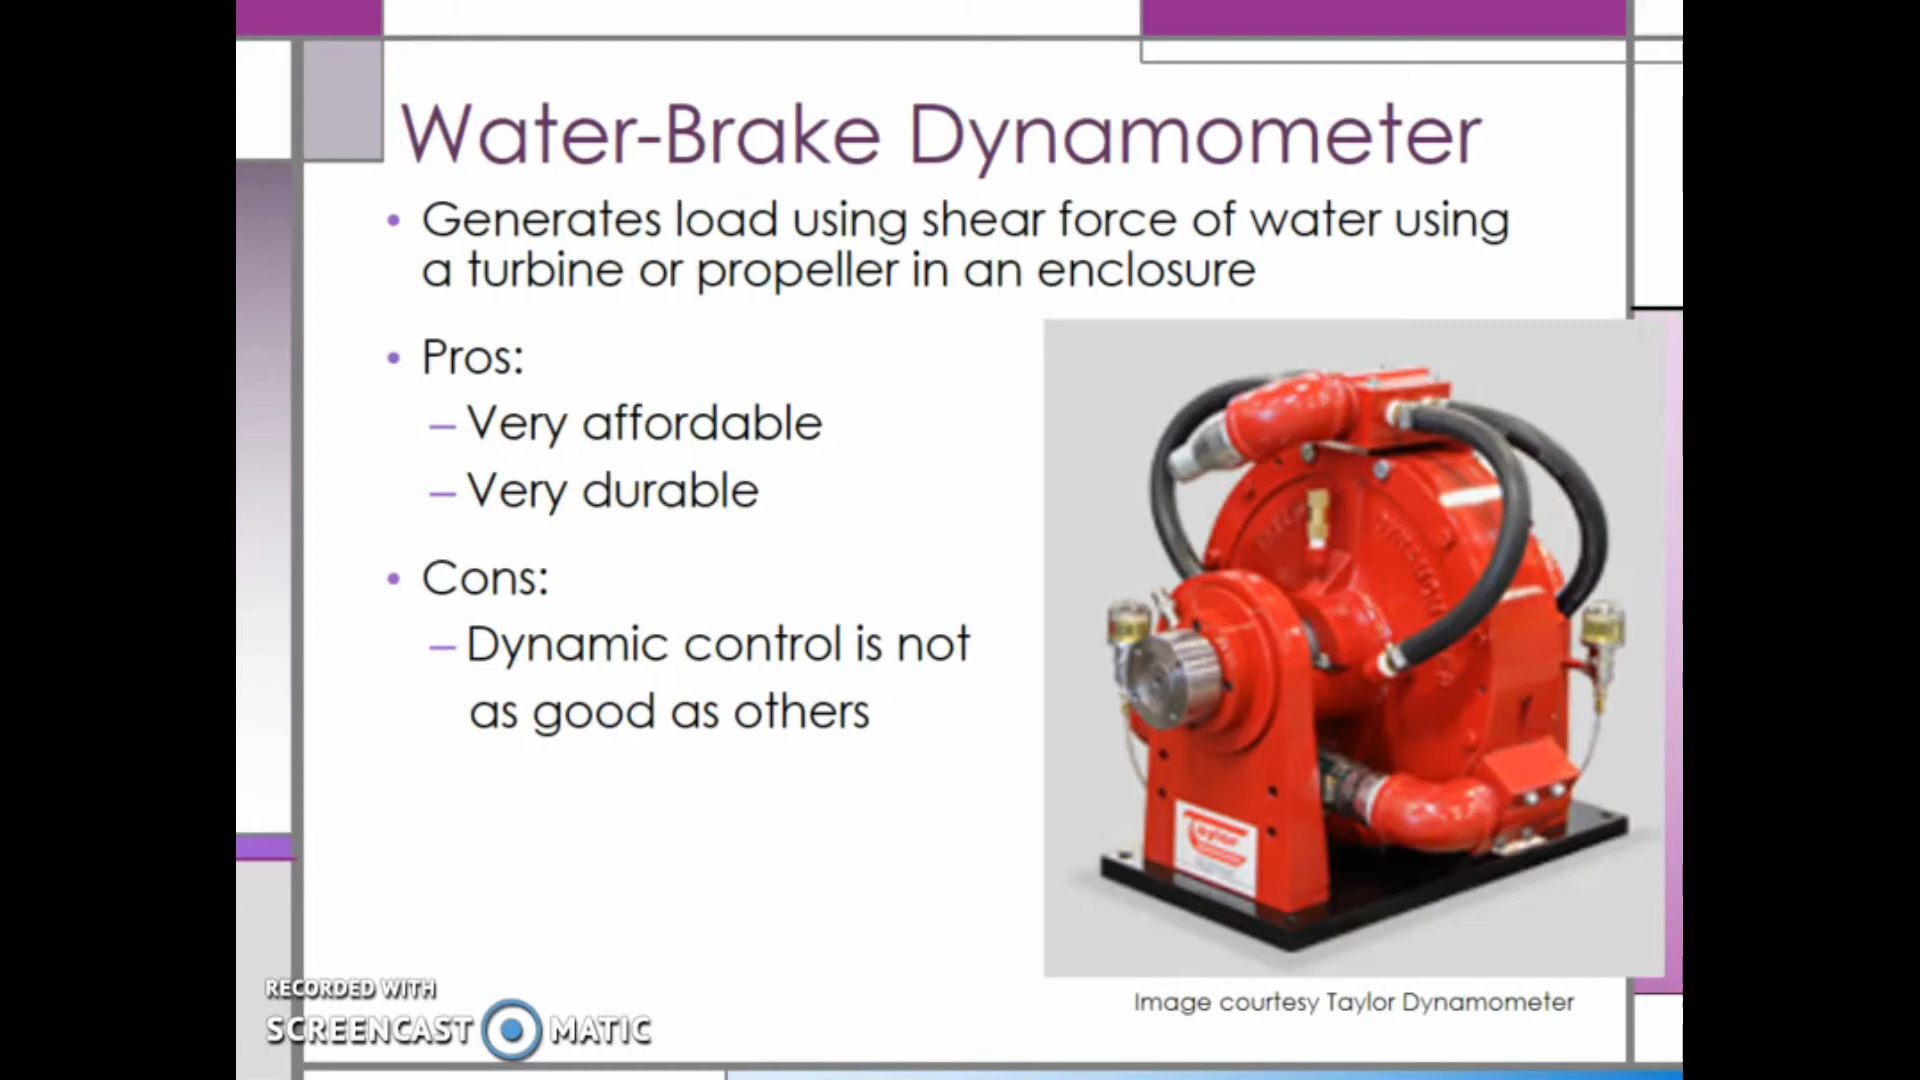 Water-Brake Dynamometer
• Generates load using shear force of water using
a turbine or propeller in an enclosure
• Pros:
– Very affordable
– Very durable
• Cons:
– Dynamic control is not
as good as others
Taylor
Image courtesy Taylor Dynamometer
RECORDED WITH
SCREENCAST MATIC